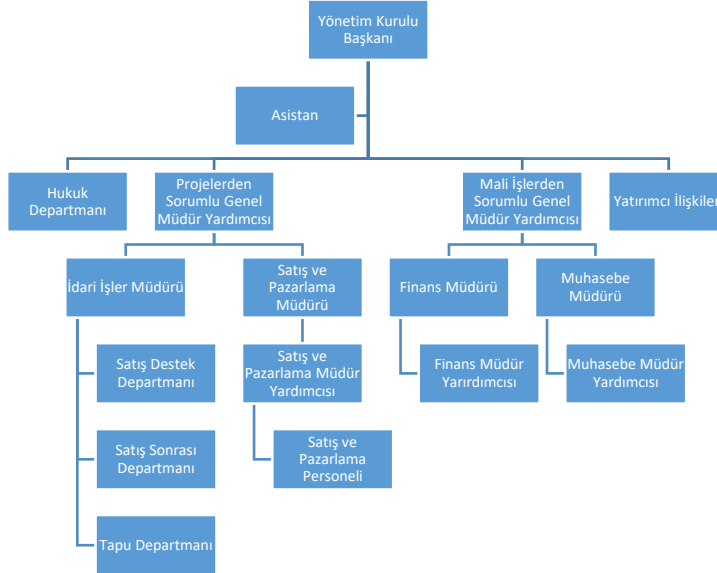 Yönetim Kurulu
Başkanı
Asistan
Hukuk
Departmanı
Projelerden
Sorumlu Genel
Müdür Yardımcısı
Mali İşlerden
Sorumlu Genel
Müdür Yardımcısı
Yatırımcı İlişkiler
İdari İşler Müdürü
Satış ve
Pazarlama
Müdürü
Finans Müdürü
Muhasebe
Müdürü
Satış Destek
Departmanı
Satış ve
Pazarlama Müdür
Yardımcısı
Finans Müdür
Yarırdımcısı
Muhasebe Müdür
Yardımcısı
Satış Sonrası
Departmanı
Satış ve
Pazarlama
Personeli
Tapu Departmanı